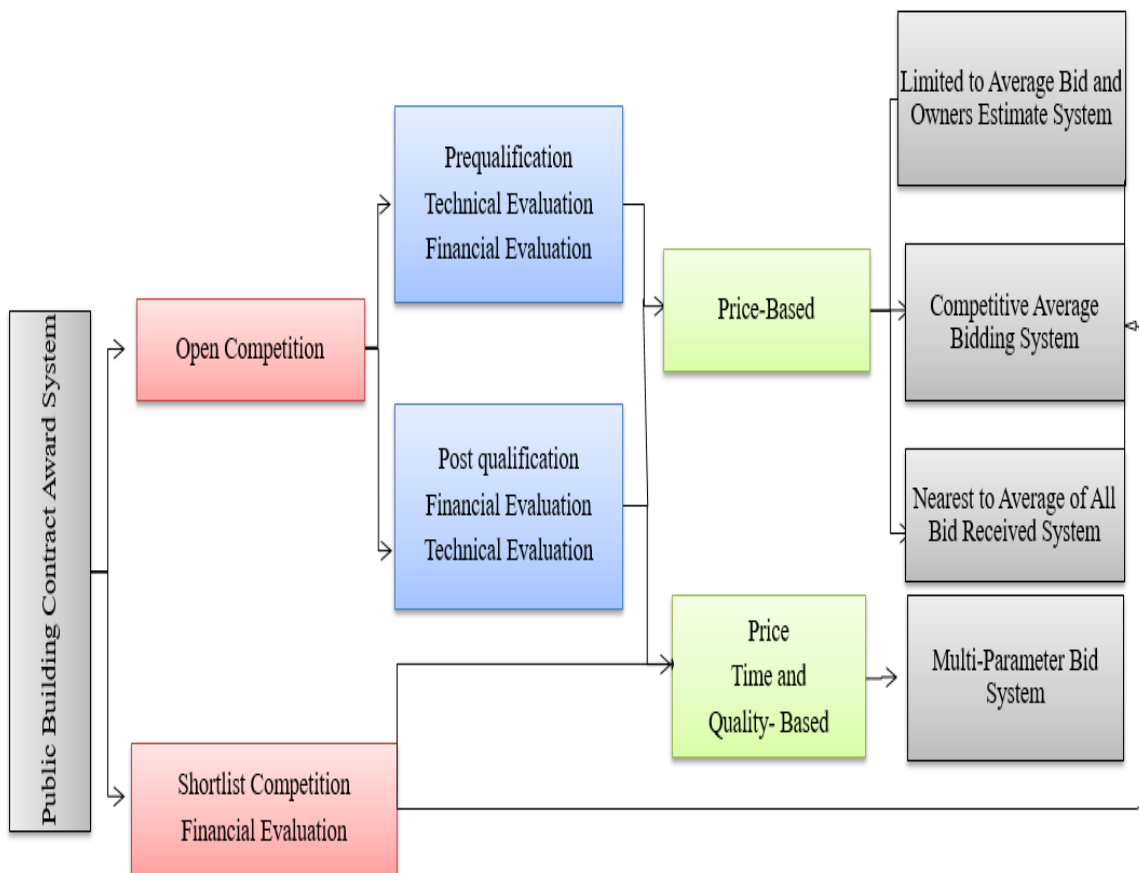 Public Building Contract Award System
Open Competition
Shortlist Competition
Financial Evaluation
Prequalification
Technical Evaluation
Financial Evaluation
Post qualification
Financial Evaluation
Technical Evaluation
Price-Based
Price
Time and
Quality- Based
Limited to Average Bid and
Owners Estimate System
Competitive Average
Bidding System
Nearest to Average of All
Bid Received System
Multi-Parameter Bid
System